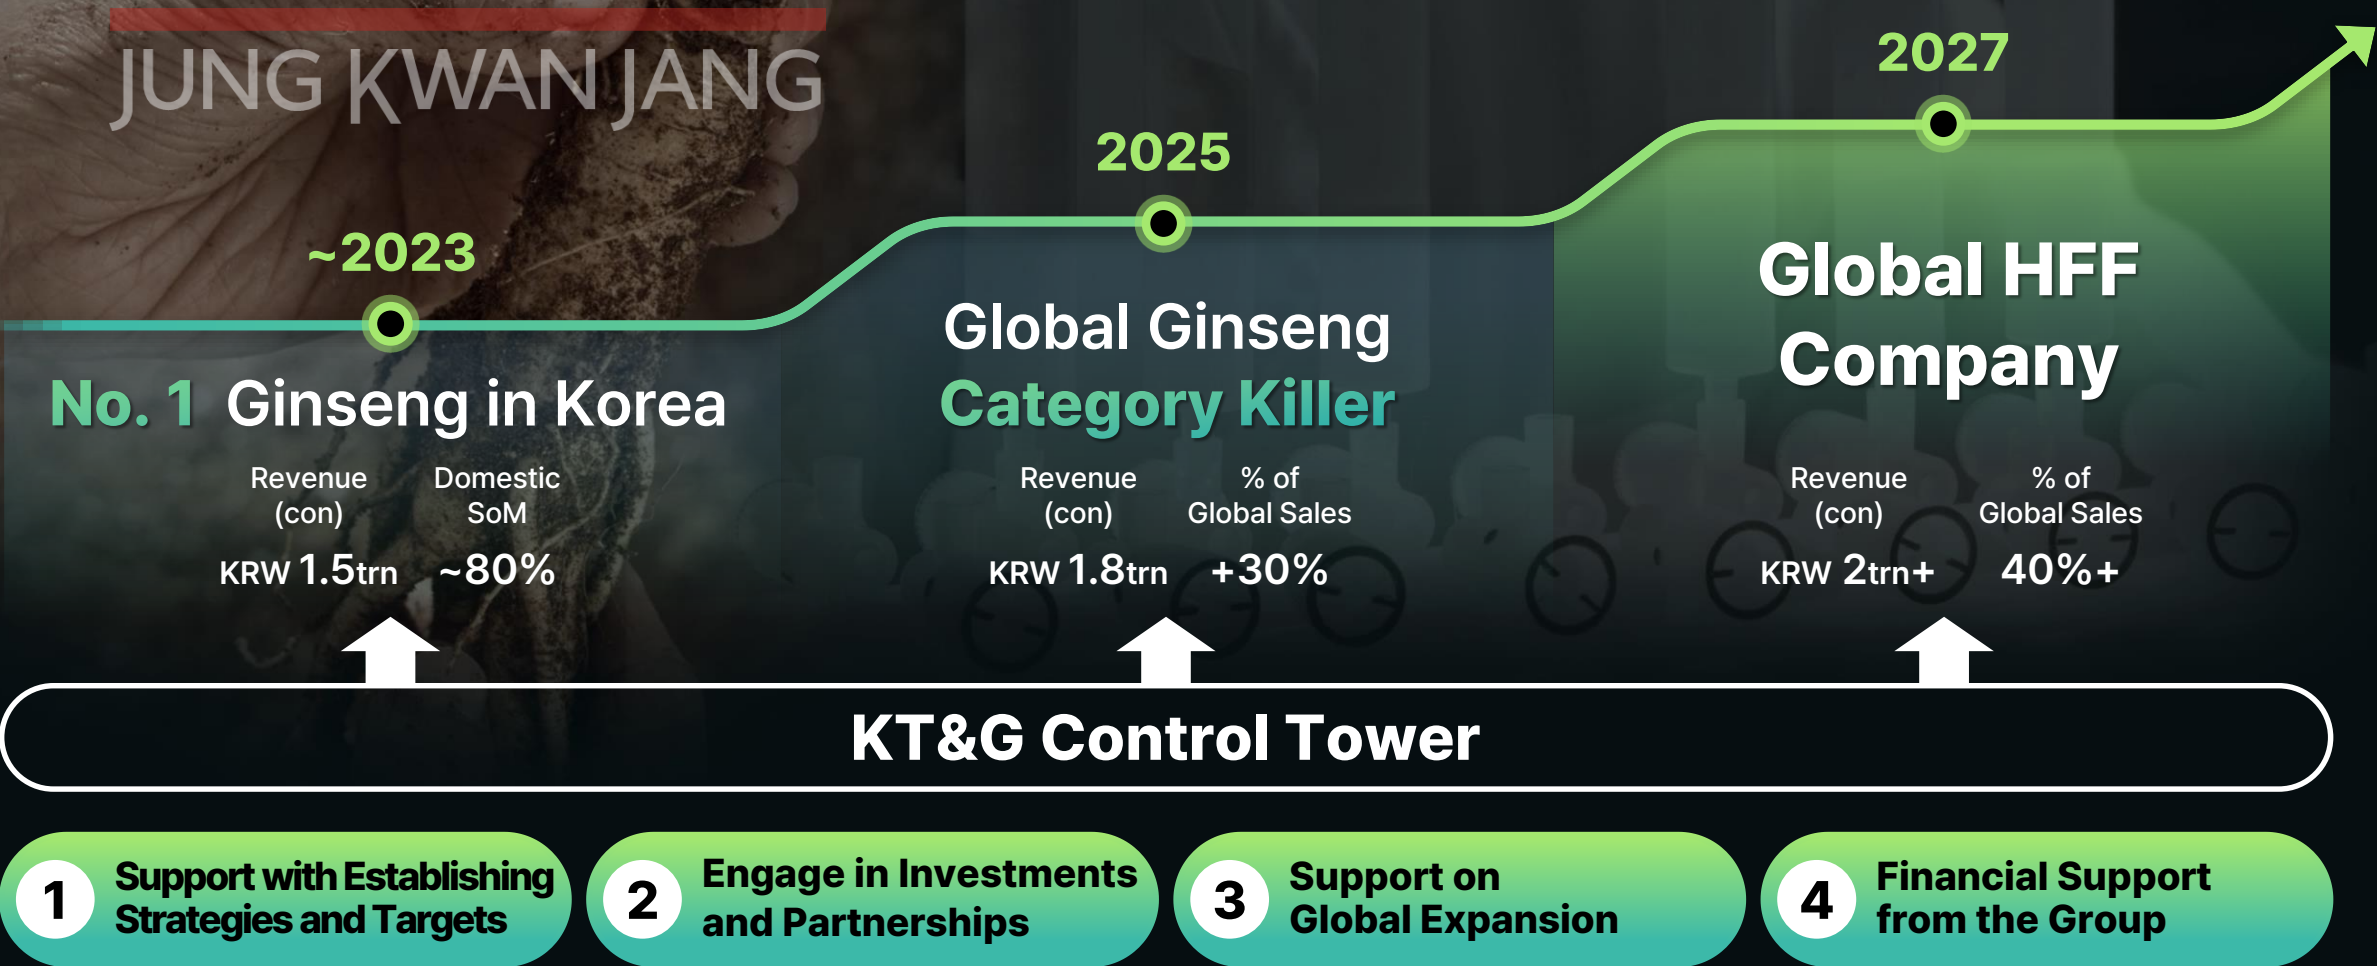 JUNG KWAN JANG
~2023
No. 1 Ginseng in Korea
Revenue
(con)
Domestic
SoM
KRW 1.5trn
~80%
2025
Global Ginseng
Category Killer
Revenue
(con)
% of
Global Sales
KRW 1.8trn
+30%
2027
Global HFF
Company
Revenue
(con)
% of
Global Sales
KRW 2trn+
40%+
KT&G Control Tower
1
Support with Establishing
Strategies and Targets
2
Engage in Investments
and Partnerships
3
Support on
Global Expansion
4
Financial Support
from the Group